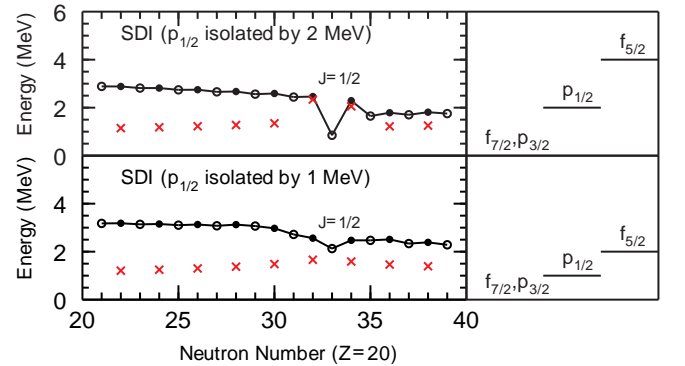 6
SDI (p1/2 isolated by 2 MeV)
f5/2
4
Energy (MeV)
J=1/2
p1/2
2
f7/2,p3/2
0
6
SDI (p1/2 isolated by 1 MeV)
4
Energy (MeV)
J=1/2
f5/2
2
p1/2
f7/2,p3/2
0
20 25 30 35 40
Neutron Number (Z=20)